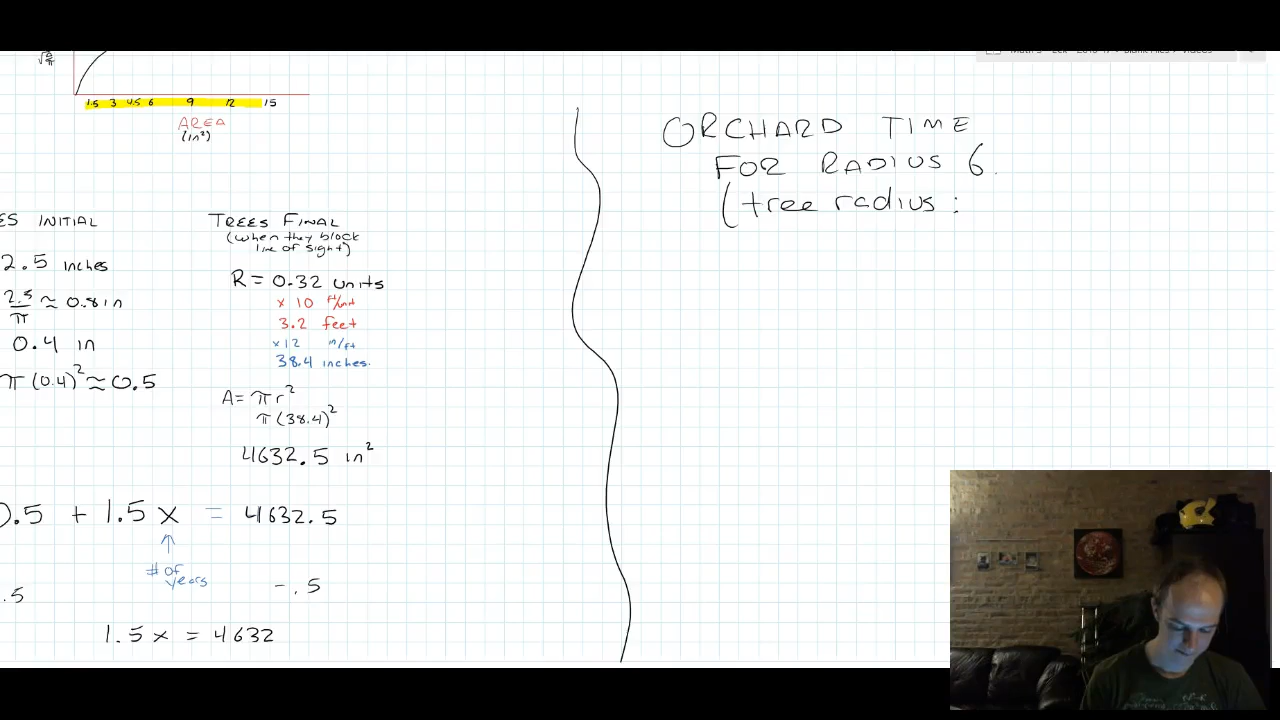 √a/π
1.5 3 4.5 6 9 12 15
AREA
(in²)
ES INITIAL
2.5 inches
2.5/π ≈ 0.8 in
0.4 in
π(0.4)² ≈ 0.5
TREES FINAL
(when they block
line of sight)
R = 0.32 units
x 10 ft/unit
3.2 feet
x12 in/ft
38.4 inches.
A = πr²
π(38.4)²
4632.5 in²
0.5 + 1.5x = 4632.5
↑
# of
years
.5
-.5
1.5x = 4632
ORCHARD TIME
FOR RADIUS 6.
(tree radius: